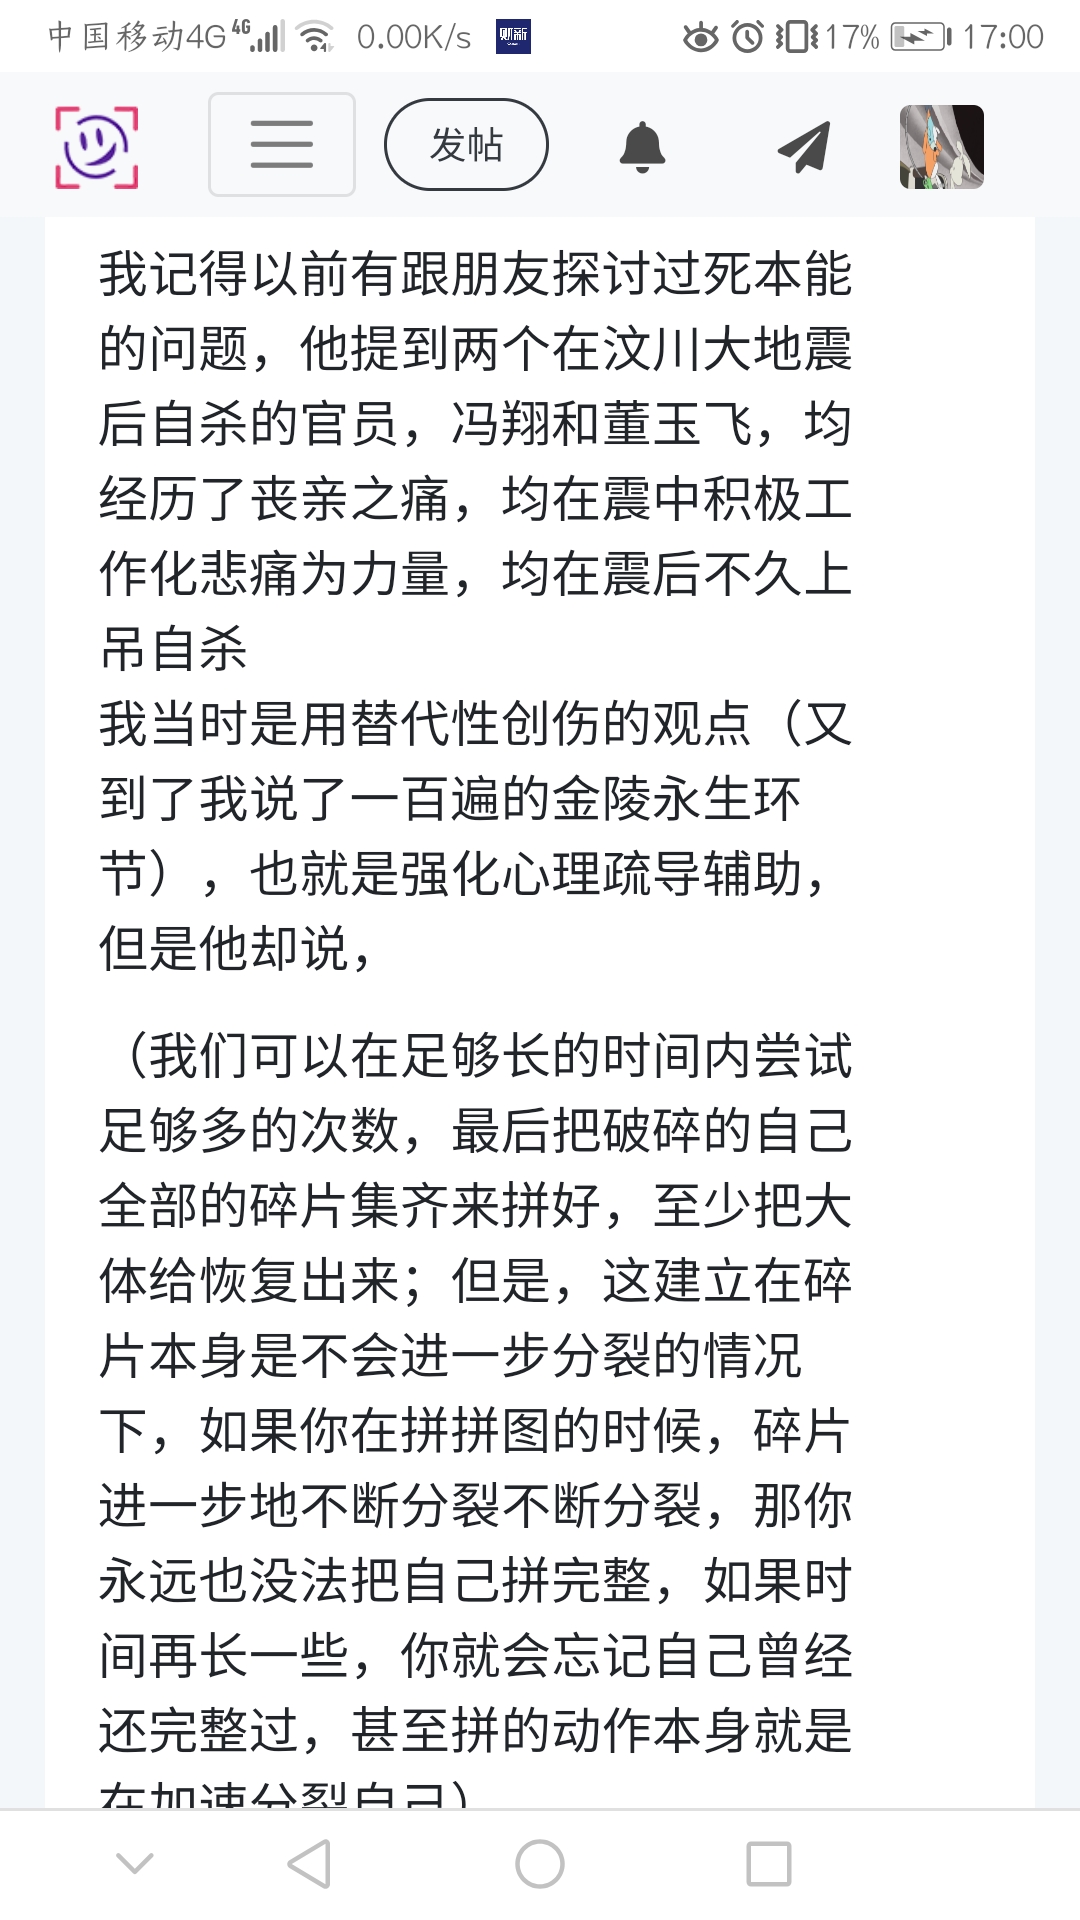 中国移动4G 4G 0.00K/s 财新 17% 17:00
发帖
我记得以前有跟朋友探讨过死本能
的问题，他提到两个在汶川大地震
后自杀的官员，冯翔和董玉飞，均
经历了丧亲之痛，均在震中积极工
作化悲痛为力量，均在震后不久上
吊自杀
我当时是用替代性创伤的观点（又
到了我说了一百遍的金陵永生环
节），也就是强化心理疏导辅助，
但是他却说，
（我们可以在足够长的时间内尝试
足够多的次数，最后把破碎的自己
全部的碎片集齐来拼好，至少把大
体给恢复出来；但是，这建立在碎
片本身是不会进一步分裂的情况
下，如果你在拼拼图的时候，碎片
进一步地不断分裂不断分裂，那你
永远也没法把自己拼完整，如果时
间再长一些，你就会忘记自己曾经
还完整过，甚至拼的动作本身就是
在加速分裂自己）